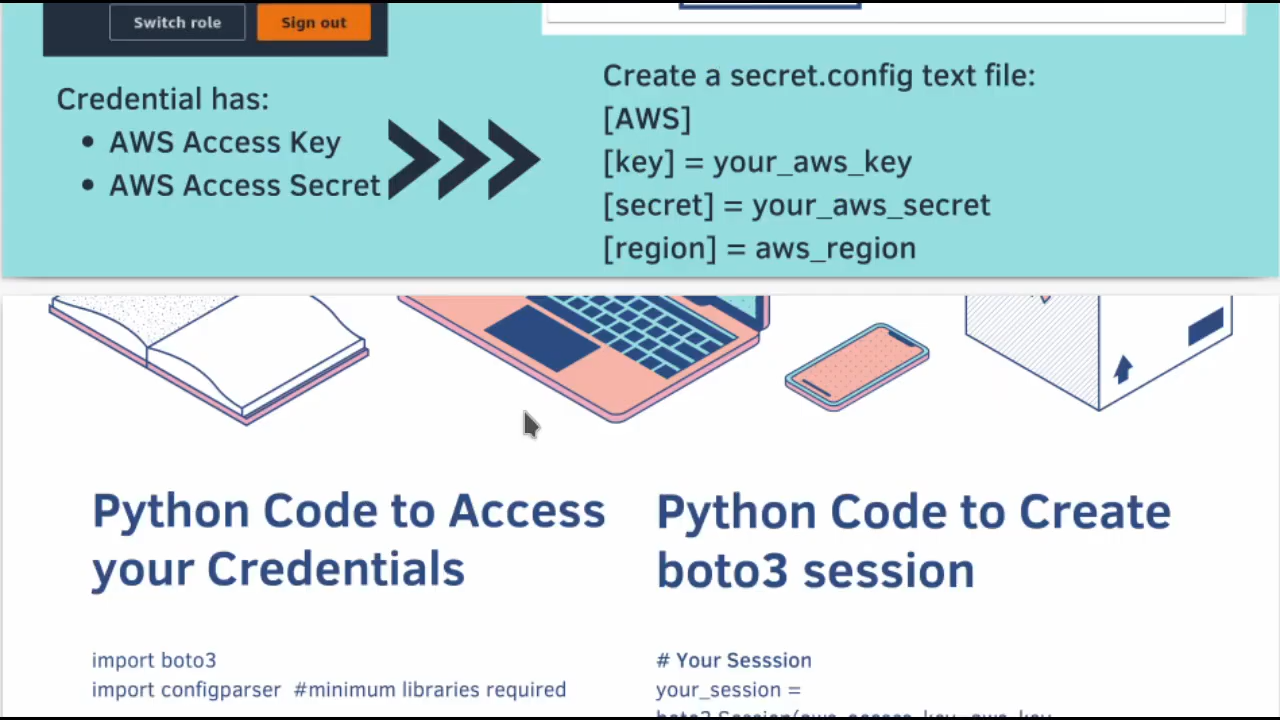 Switch role
Sign out
Credential has:
• AWS Access Key
• AWS Access Secret
Create a secret.config text file:
[AWS]
[key] = your_aws_key
[secret] = your_aws_secret
[region] = aws_region
Python Code to Access
your Credentials
import boto3
import configparser  #minimum libraries required
Python Code to Create
boto3 session
# Your Sesssion
your_session =